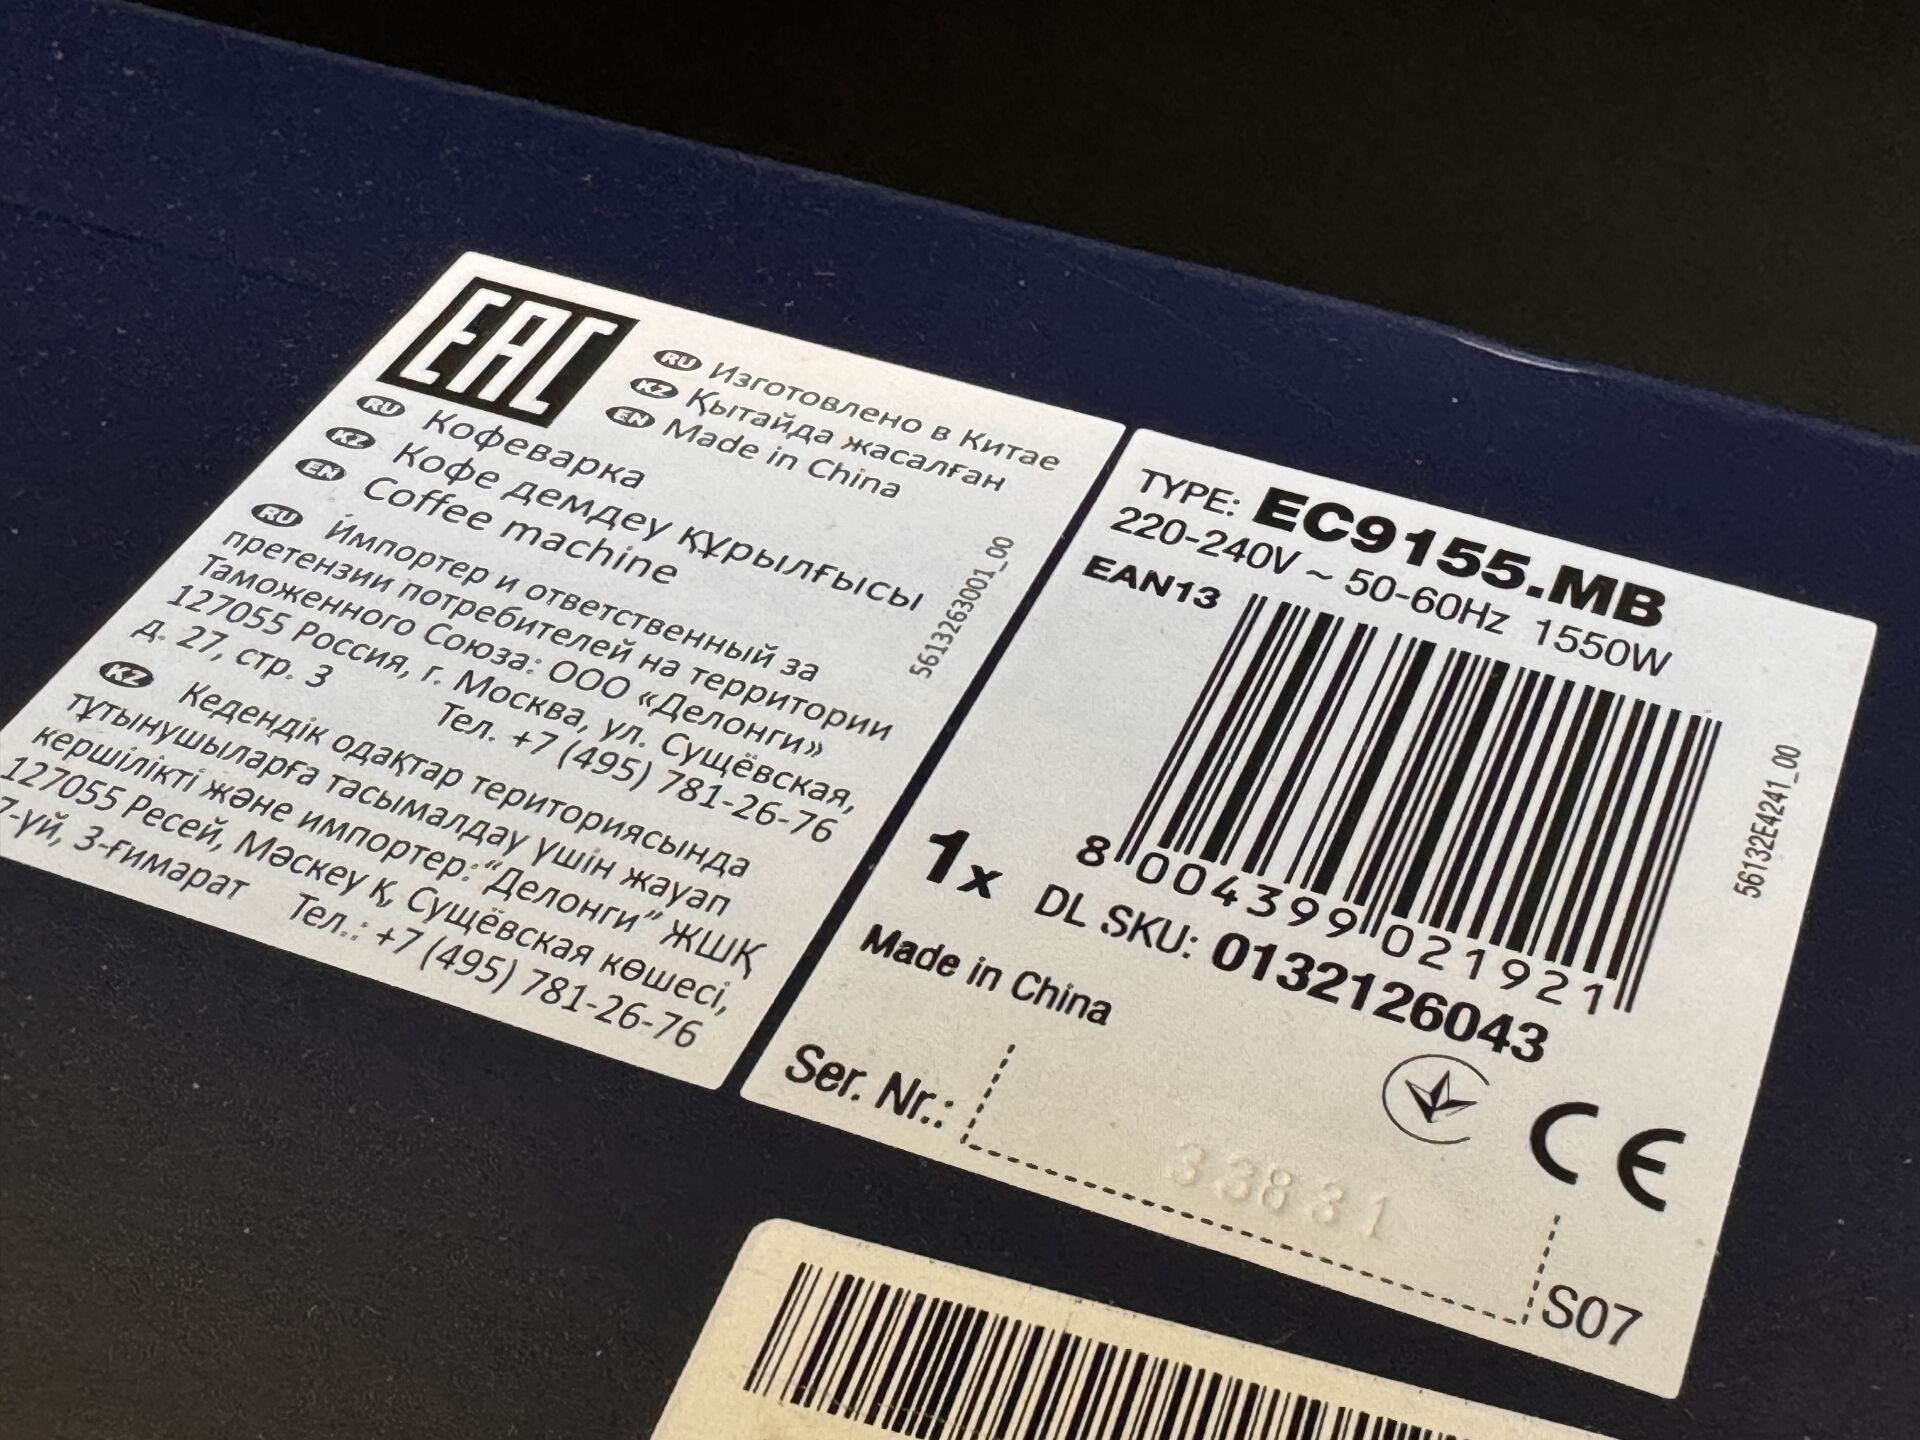 EAC
RU Изготовлено в Китае
KZ Қытайда жасалған
EN Made in China
RU Кофеварка
KZ Кофе демдеу құрылғысы
EN Coffee machine
RU Импортер и ответственный за
претензии потребителей на территории
Таможенного Союза: ООО «Делонги»
127055 Россия, г. Москва, ул. Сущёвская,
д. 27, стр. 3 Тел. +7 (495) 781-26-76
KZ Кедендік одақтар териториясында
тұтынушыларға тасымалдау үшін жауап
кершілікті және импортер: “Делонги” ЖШҚ
127055 Ресей, Мәскеу қ, Сущёвская көшесі,
7-үй, 3-ғимарат Тел.: +7 (495) 781-26-76
5613263001_00
TYPE: EC9155.MB
220-240V ~ 50-60Hz 1550W
EAN13
8 004399 021921
56132E4241_00
1x
DL SKU: 0132126043
Made in China
CE
Ser. Nr.:
33831
S07